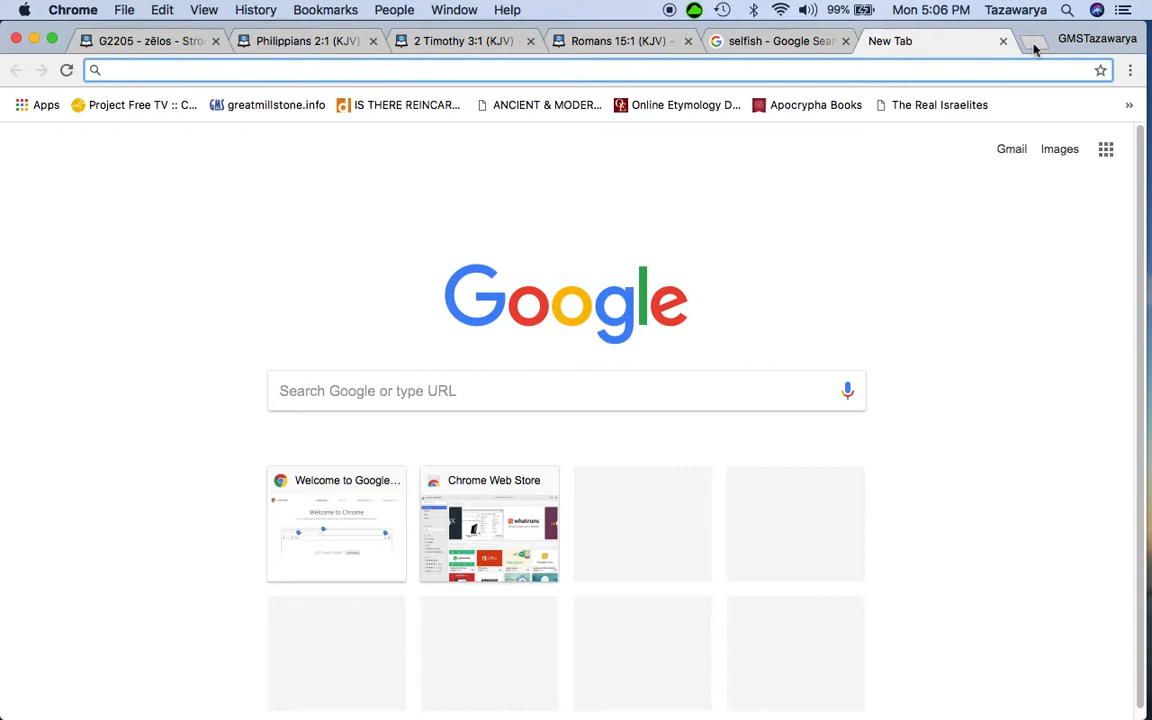 Chrome File Edit View History Bookmarks People Window Help 99% Mon 5:06 PM Tazawarya
G2205 - zēlos - Stro Philippians 2:1 (KJV) 2 Timothy 3:1 (KJV) - Romans 15:1 (KJV) - selfish - Google Sear New Tab GMSTazawarya
Apps Project Free TV :: C... GMS greatmillstone.info IS THERE REINCAR... ANCIENT & MODER... Online Etymology D... Apocrypha Books The Real Israelites »
Gmail Images
Google
Search Google or type URL
Welcome to Google... Chrome Web Store
Welcome to Chrome
whatruns